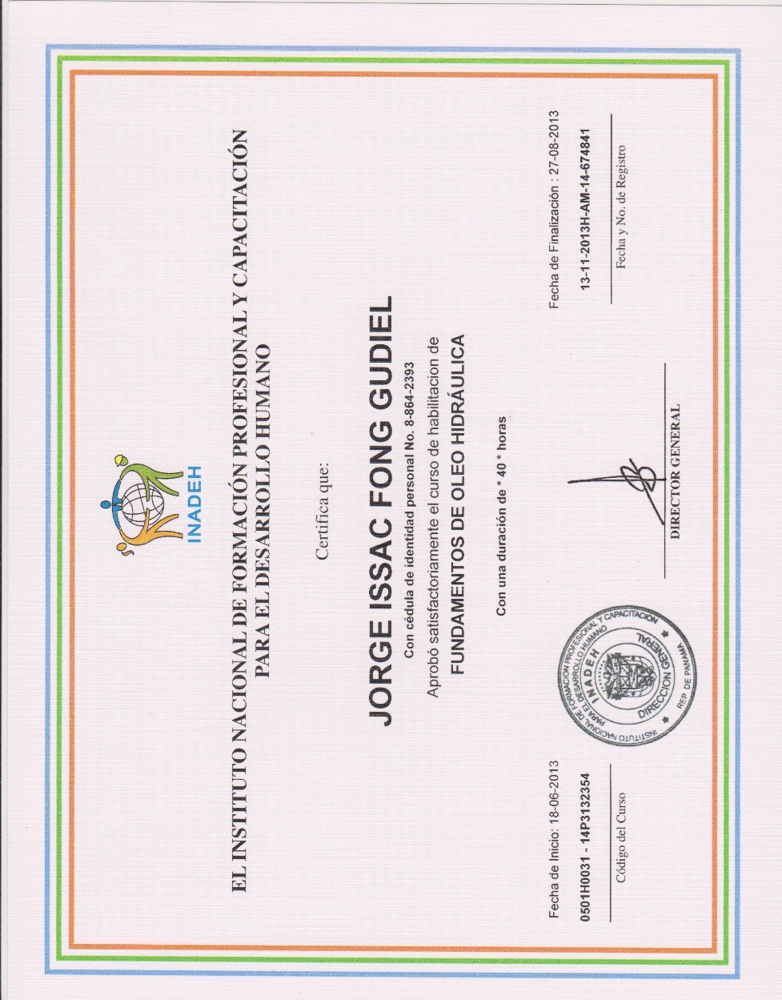 INADEH
EL INSTITUTO NACIONAL DE FORMACIÓN PROFESIONAL Y CAPACITACIÓN
PARA EL DESARROLLO HUMANO
Certifica que:
JORGE ISSAC FONG GUDIEL
Con cédula de identidad personal No. 8-864-2393
Aprobó satisfactoriamente el curso de habilitacion de
FUNDAMENTOS DE OLEO HIDRÁULICA
Con una duración de * 40 * horas
Fecha de Inicio: 18-06-2013
0501H0031 - 14P3132354
Código del Curso
INSTITUTO NACIONAL DE FORMACION PROFESIONAL Y CAPACITACION
PARA EL DESARROLLO HUMANO
INADEH
DIRECCION GENERAL
REP DE PANAMA
DIRECTOR GENERAL
Fecha de Finalización : 27-08-2013
13-11-2013H-AM-14-674841
Fecha y No. de Registro